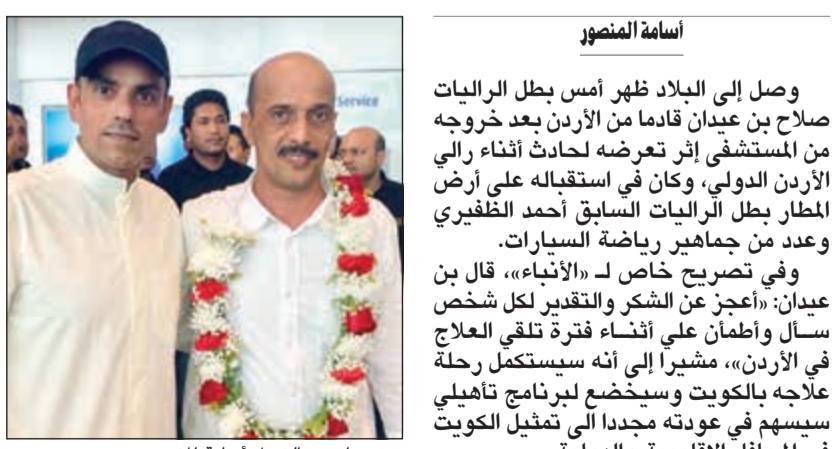 أسامة المنصور
وصل إلى البلاد ظهر أمس بطل الراليات
صلاح بن عيدان قادما من الأردن بعد خروجه
من المستشفى إثر تعرضه لحادث أثناء رالي
الأردن الدولي، وكان في استقباله على أرض
المطار بطل الراليات السابق أحمد الظفيري
وعدد من جماهير رياضة السيارات.
وفي تصريح خاص لـ «الأنباء»، قال بن
عيدان: «أعجز عن الشكر والتقدير لكل شخص
ســأل وأطمأن علي أثنــاء فترة تلقي العلاج
في الأردن»، مشيرا إلى أنه سيستكمل رحلة
علاجه بالكويت وسيخضع لبرنامج تأهيلي
سيسهم في عودته مجددا الى تمثيل الكويت
Service